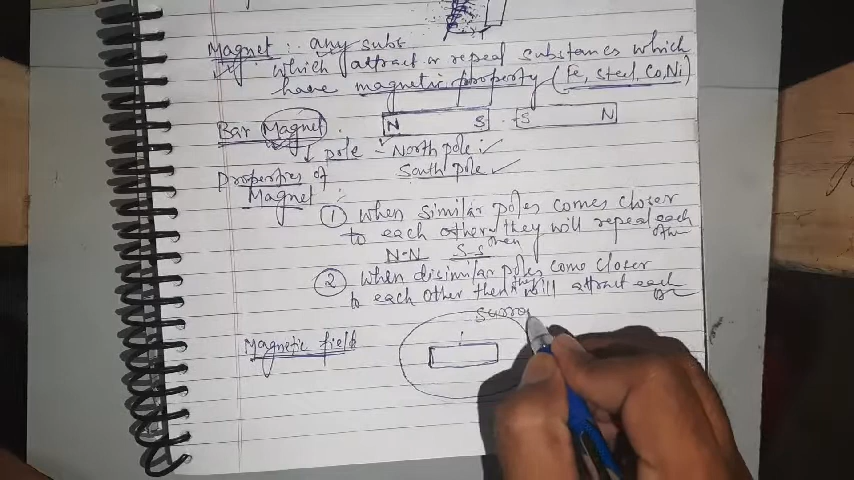 Magnet :- any subs
which attract or repeal substances which
have magnetic property (Fe, steel, Co, Ni)
Bar Magnet . N S . S N
pole - North pole ✓
South pole ✓
Properties of
Magnet :-
① when similar poles comes closer
to each other then they will repeal each other
N-N S-S
② when disimilar poles come closer
to each other then they will attract each
surro
Magnetic field